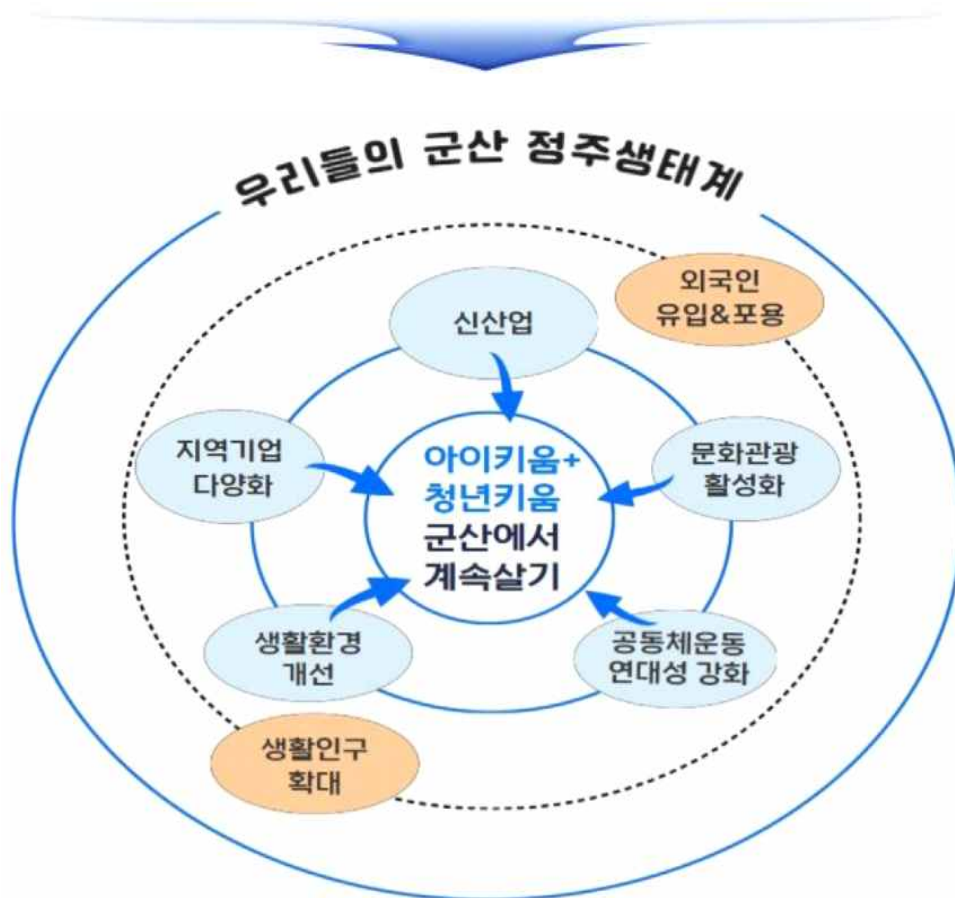 우리들의 군산 정주생태계
외국인
유입&포용
신산업
지역기업
다양화
문화관광
활성화
아이키움+
청년키움
군산에서
계속살기
생활환경
개선
공동체운동
연대성 강화
생활인구
확대